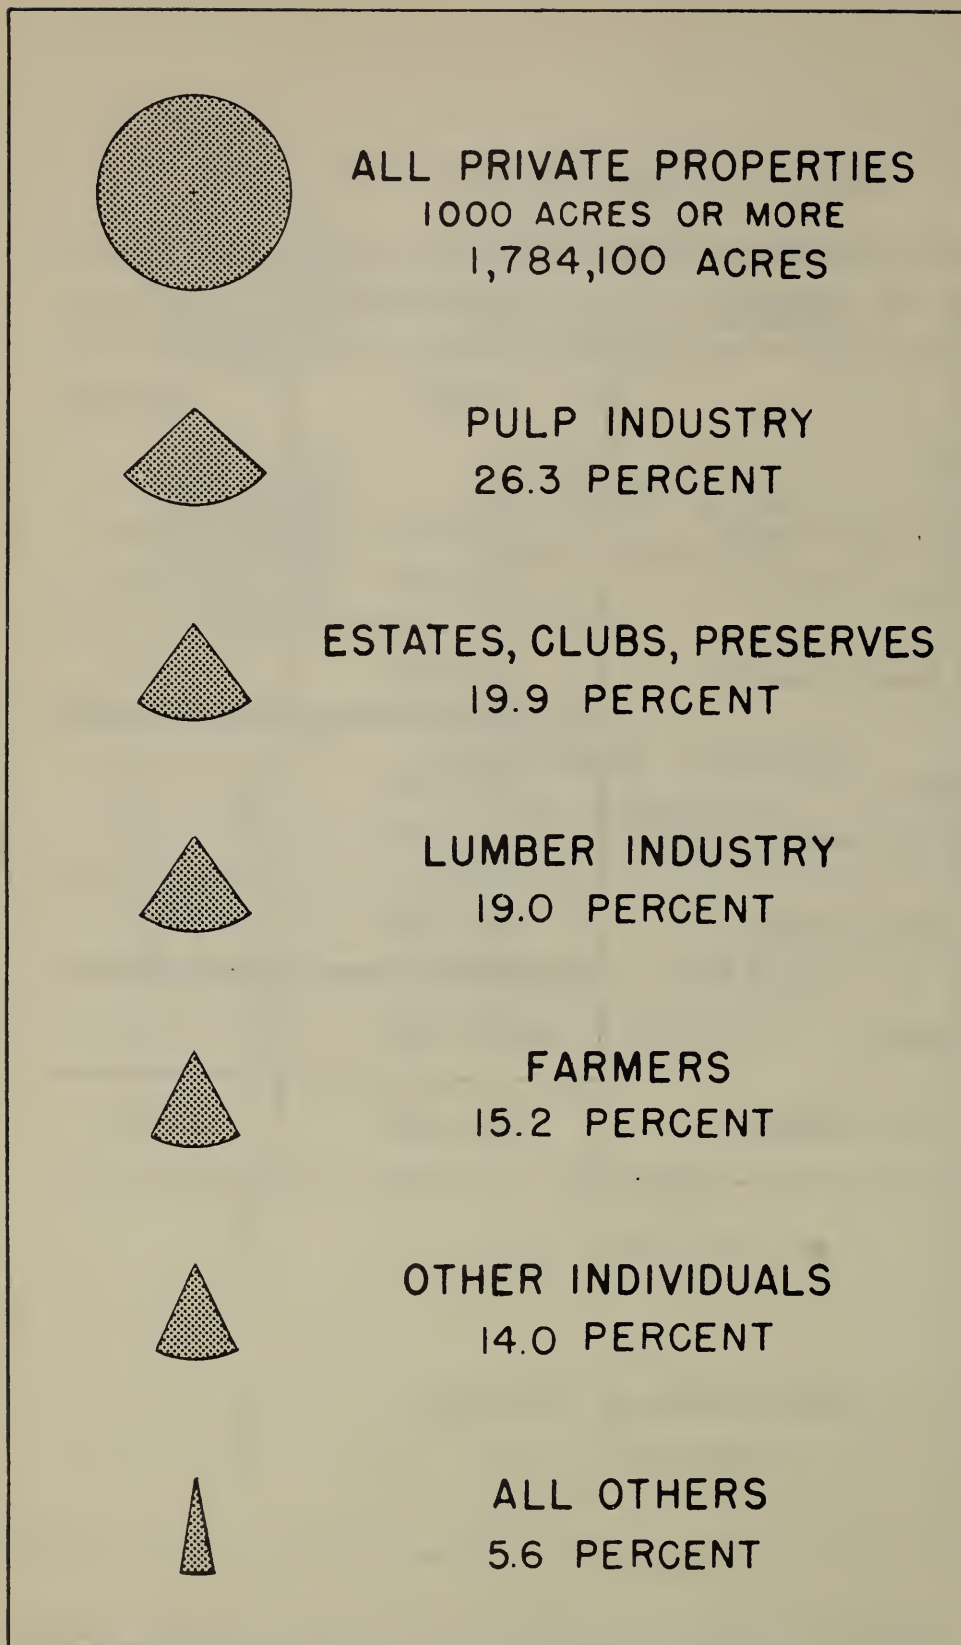 ALL PRIVATE PROPERTIES
1000 ACRES OR MORE
1,784,100 ACRES
PULP INDUSTRY
26.3 PERCENT
ESTATES, CLUBS, PRESERVES
19.9 PERCENT
LUMBER INDUSTRY
19.0 PERCENT
FARMERS
15.2 PERCENT
OTHER INDIVIDUALS
14.0 PERCENT
ALL OTHERS
5.6 PERCENT